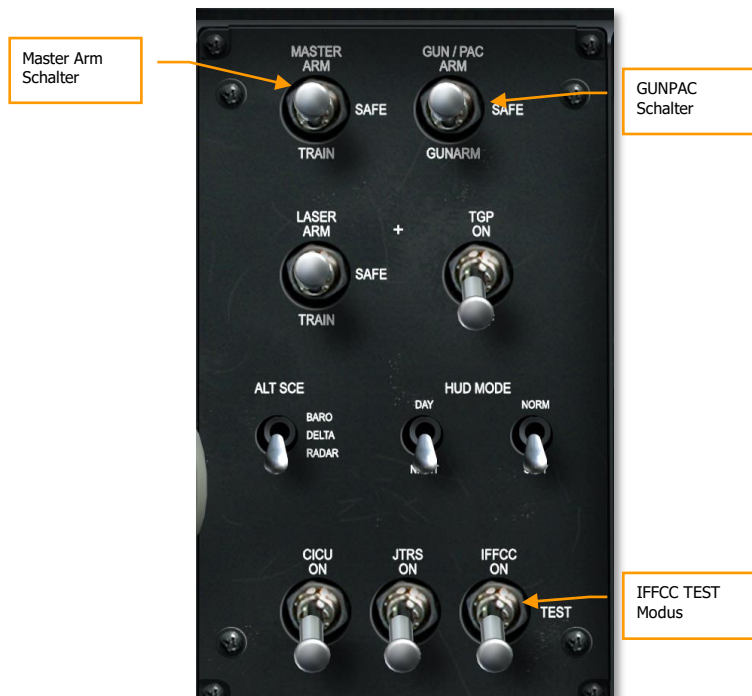 Master Arm
Schalter
MASTER
ARM
SAFE
TRAIN
GUN / PAC
ARM
SAFE
GUNARM
GUNPAC
Schalter
LASER
ARM
SAFE
TRAIN
+
TGP
ON
ALT SCE
BARO
DELTA
RADAR
HUD MODE
DAY
NORM
CICU
ON
JTRS
ON
IFFCC
ON
TEST
IFFCC TEST
Modus